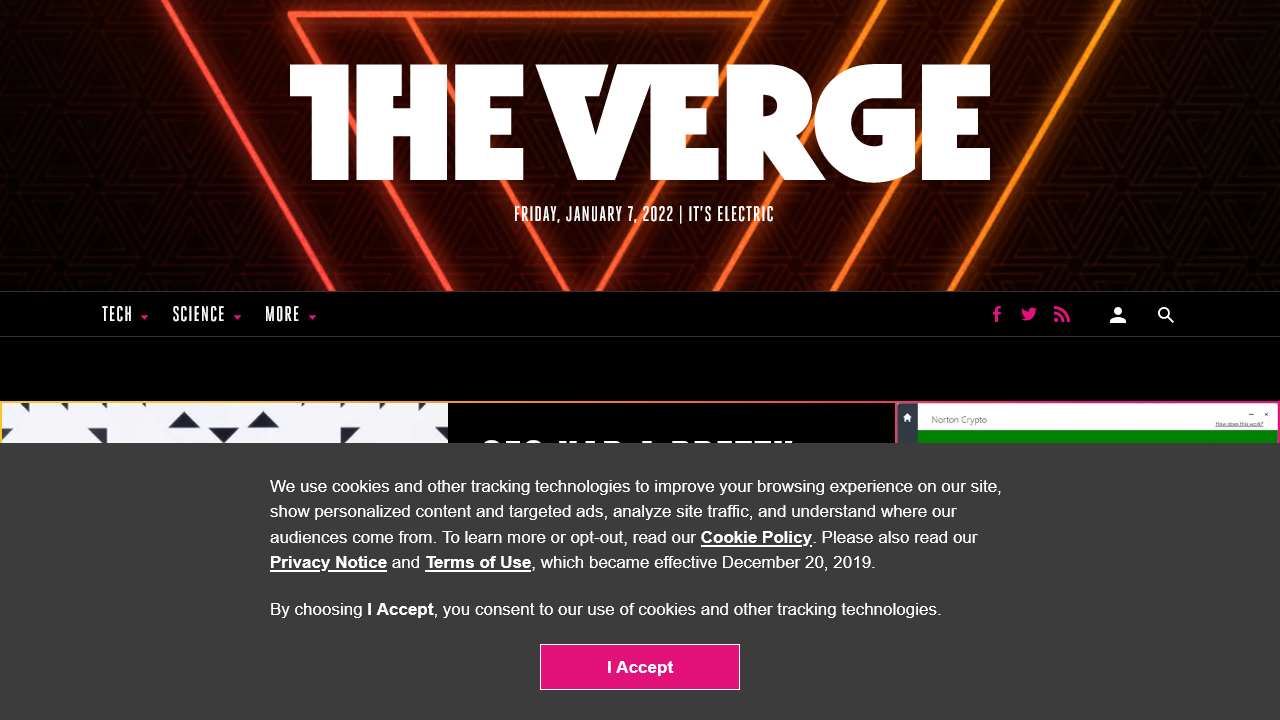 THE VERGE
FRIDAY, JANUARY 7, 2022 | IT'S ELECTRIC
TECH SCIENCE MORE
Norton Crypto
How does this work?
We use cookies and other tracking technologies to improve your browsing experience on our site,
show personalized content and targeted ads, analyze site traffic, and understand where our
audiences come from. To learn more or opt-out, read our Cookie Policy. Please also read our
Privacy Notice and Terms of Use, which became effective December 20, 2019.
By choosing I Accept, you consent to our use of cookies and other tracking technologies.
I Accept